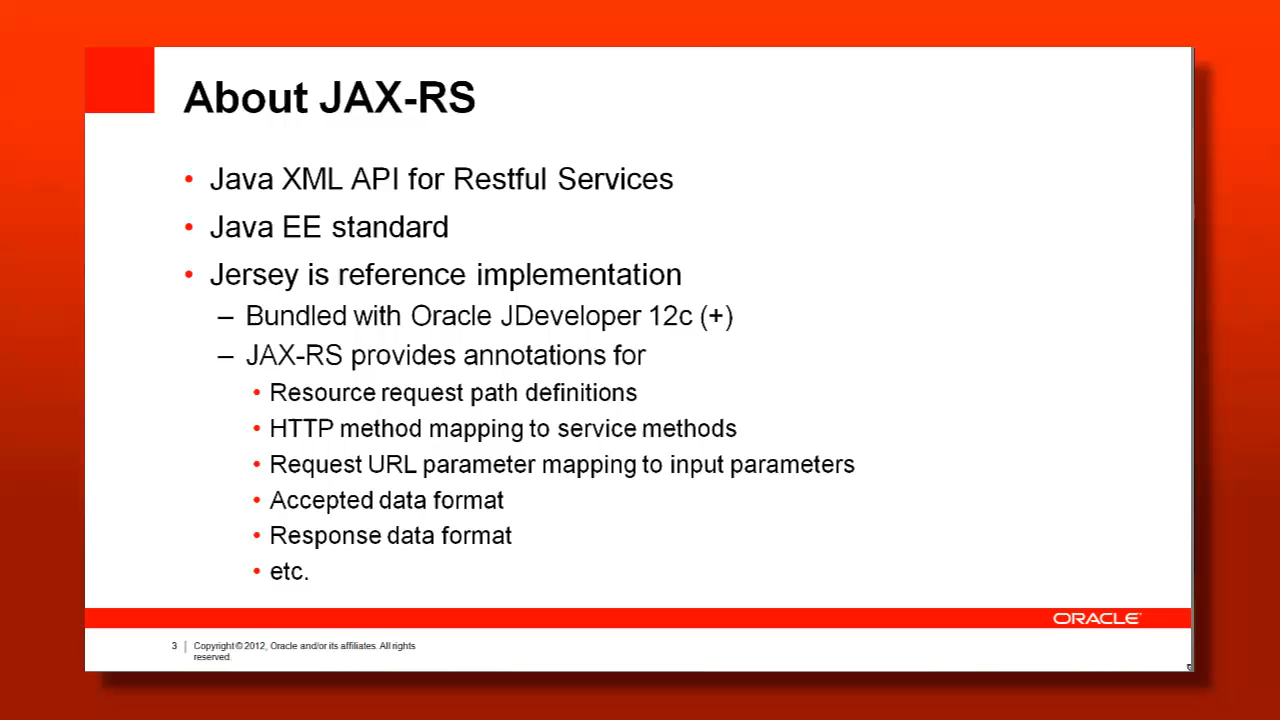 About JAX-RS
• Java XML API for Restful Services
• Java EE standard
• Jersey is reference implementation
– Bundled with Oracle JDeveloper 12c (+)
– JAX-RS provides annotations for
• Resource request path definitions
• HTTP method mapping to service methods
• Request URL parameter mapping to input parameters
• Accepted data format
• Response data format
• etc.
ORACLE
3 | Copyright © 2012, Oracle and/or its affiliates. All rights
reserved.